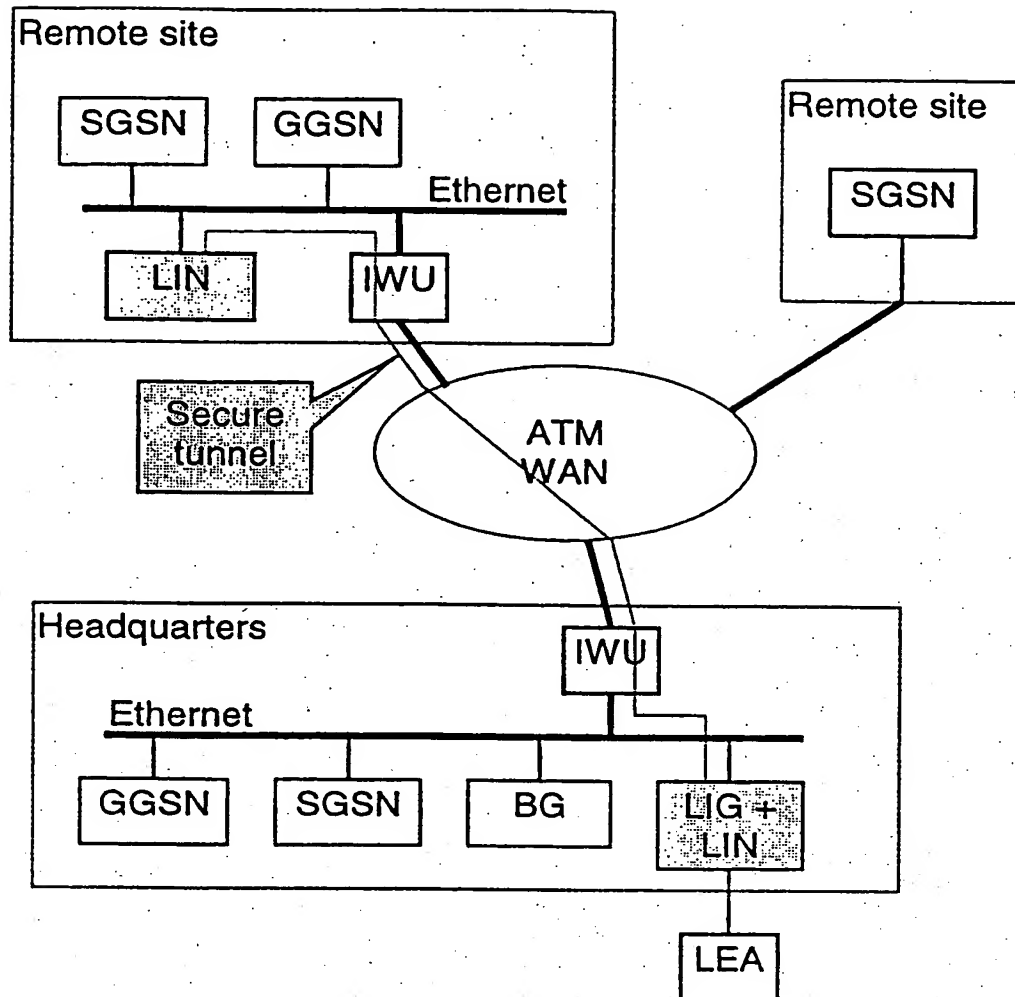 Remote site
SGSN
GGSN
Ethernet
LIN
IWU
Remote site
SGSN
Secure
tunnel
ATM
WAN
Headquarters
IWU
Ethernet
GGSN
SGSN
BG
LIG +
LIN
LEA